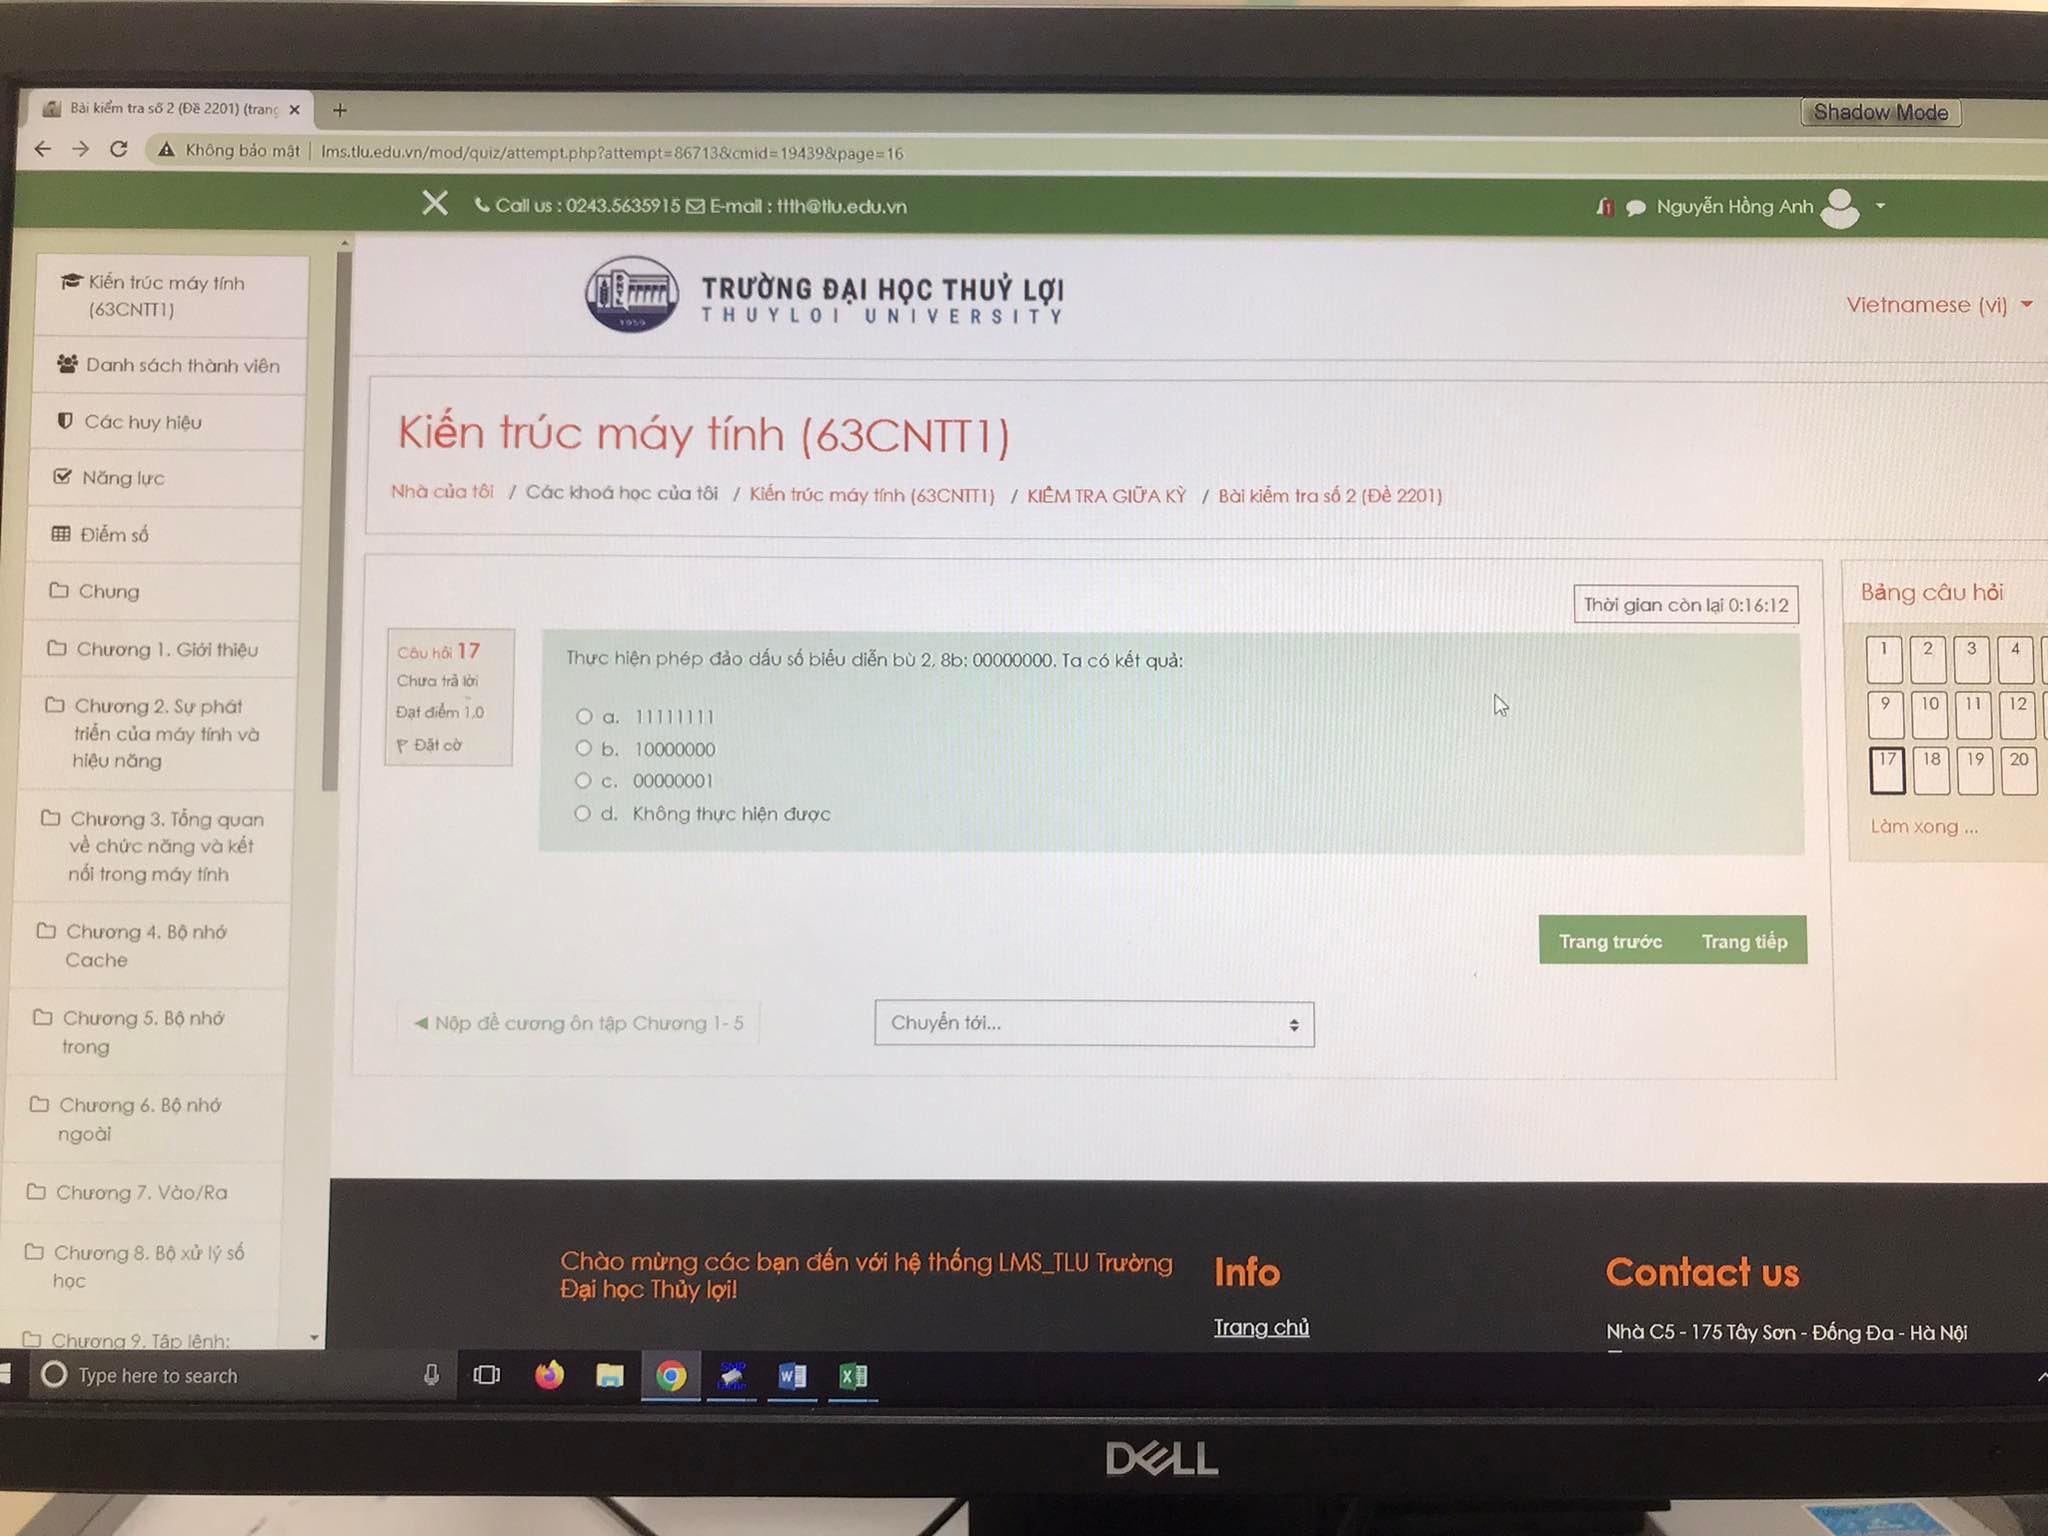 Bài kiểm tra số 2 (Đề 2201) (trang
Shadow Mode
Không bảo mật | lms.tlu.edu.vn/mod/quiz/attempt.php?attempt=86713&cmid=19439&page=16
Call us : 0243.5635915 E-mail : ttth@tlu.edu.vn
1 Nguyễn Hồng Anh
Kiến trúc máy tính
(63CNTT1)
Danh sách thành viên
Các huy hiệu
Năng lực
Điểm số
Chung
Chương 1. Giới thiệu
Chương 2. Sự phát
triển của máy tính và
hiệu năng
Chương 3. Tổng quan
về chức năng và kết
nối trong máy tính
Chương 4. Bộ nhớ
Cache
Chương 5. Bộ nhớ
trong
Chương 6. Bộ nhớ
ngoài
Chương 7. Vào/Ra
Chương 8. Bộ xử lý số
học
Chương 9. Tập lệnh:
1959
TRƯỜNG ĐẠI HỌC THUỶ LỢI
THUYLOI UNIVERSITY
Vietnamese (vi)
Kiến trúc máy tính (63CNTT1)
Nhà của tôi / Các khoá học của tôi / Kiến trúc máy tính (63CNTT1) / KIỂM TRA GIỮA KỲ / Bài kiểm tra số 2 (Đề 2201)
Thời gian còn lại 0:16:12
Câu hỏi 17
Chưa trả lời
Đạt điểm 1,0
Đặt cờ
Thực hiện phép đảo dấu số biểu diễn bù 2, 8b: 00000000. Ta có kết quả:
a. 11111111
b. 10000000
c. 00000001
d. Không thực hiện được
Trang trước Trang tiếp
◄ Nộp đề cương ôn tập Chương 1- 5
Chuyển tới...
Bảng câu hỏi
1 2 3 4
9 10 11 12
17 18 19 20
Làm xong ...
Chào mừng các bạn đến với hệ thống LMS_TLU Trường
Đại học Thủy lợi!
Info
Trang chủ
Contact us
Nhà C5 - 175 Tây Sơn - Đống Đa - Hà Nội
Type here to search
DELL